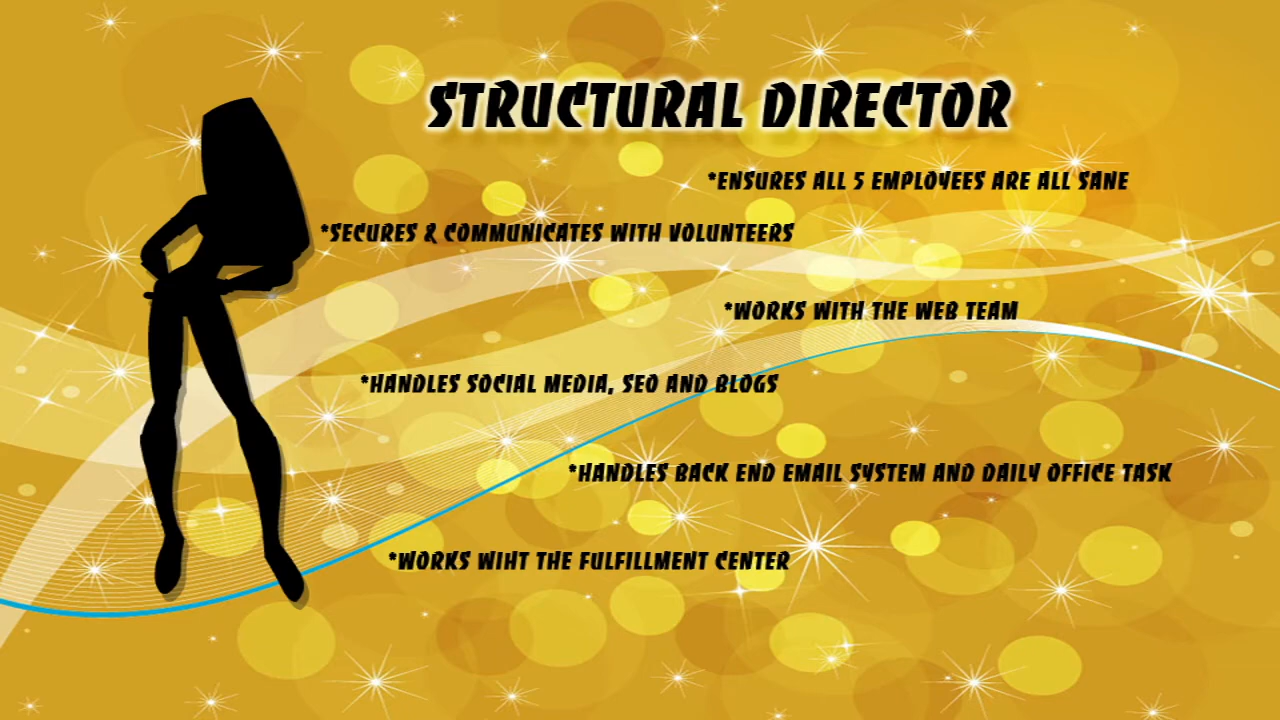 STRUCTURAL DIRECTOR
*ENSURES ALL 5 EMPLOYEES ARE ALL SANE
*SECURES & COMMUNICATES WITH VOLUNTEERS
*WORKS WITH THE WEB TEAM
*HANDLES SOCIAL MEDIA, SEO AND BLOGS
*HANDLES BACK END EMAIL SYSTEM AND DAILY OFFICE TASK
*WORKS WIHT THE FULFILLMENT CENTER